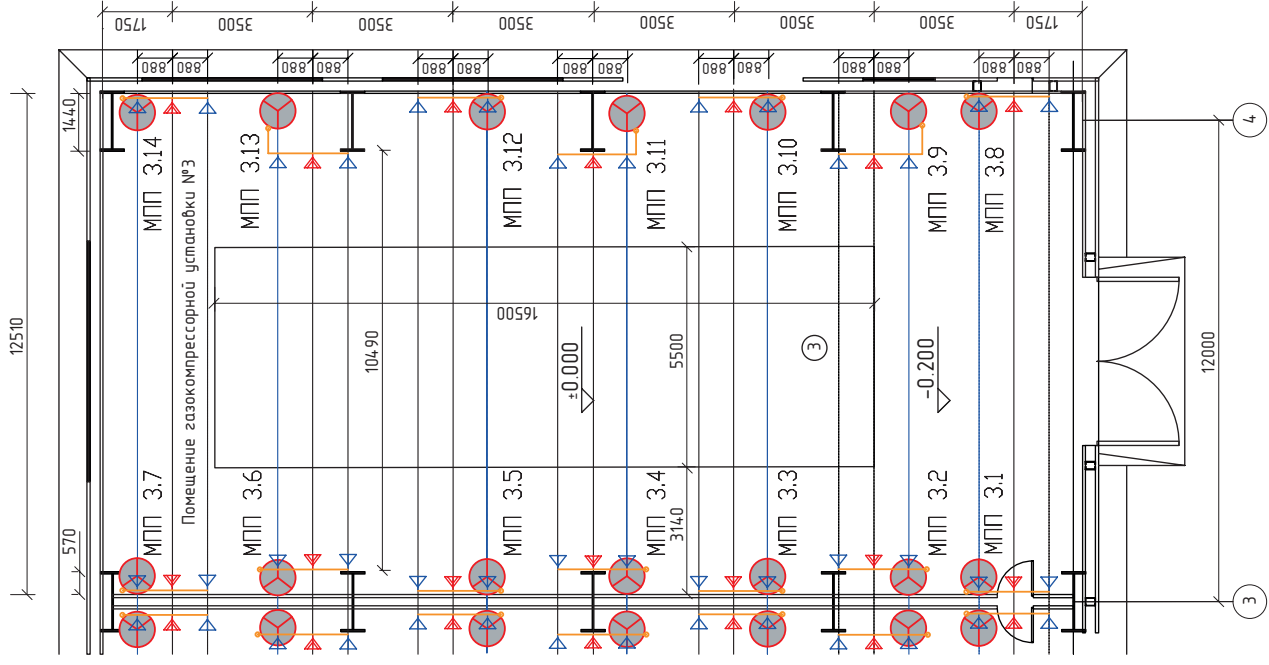 1750
3500
3500
3500
3500
3500
3500
1750
880
880
880
880
880
880
880
880
880
880
880
880
880
880
12510
1440
МПП 3.14
МПП 3.13
МПП 3.12
МПП 3.11
МПП 3.10
МПП 3.9
МПП 3.8
4
Помещение газокомпрессорной установки №3
16500
10490
±0.000
5500
3
-0.200
12000
570
МПП 3.7
МПП 3.6
МПП 3.5
МПП 3.4
3140
МПП 3.3
МПП 3.2
МПП 3.1
3